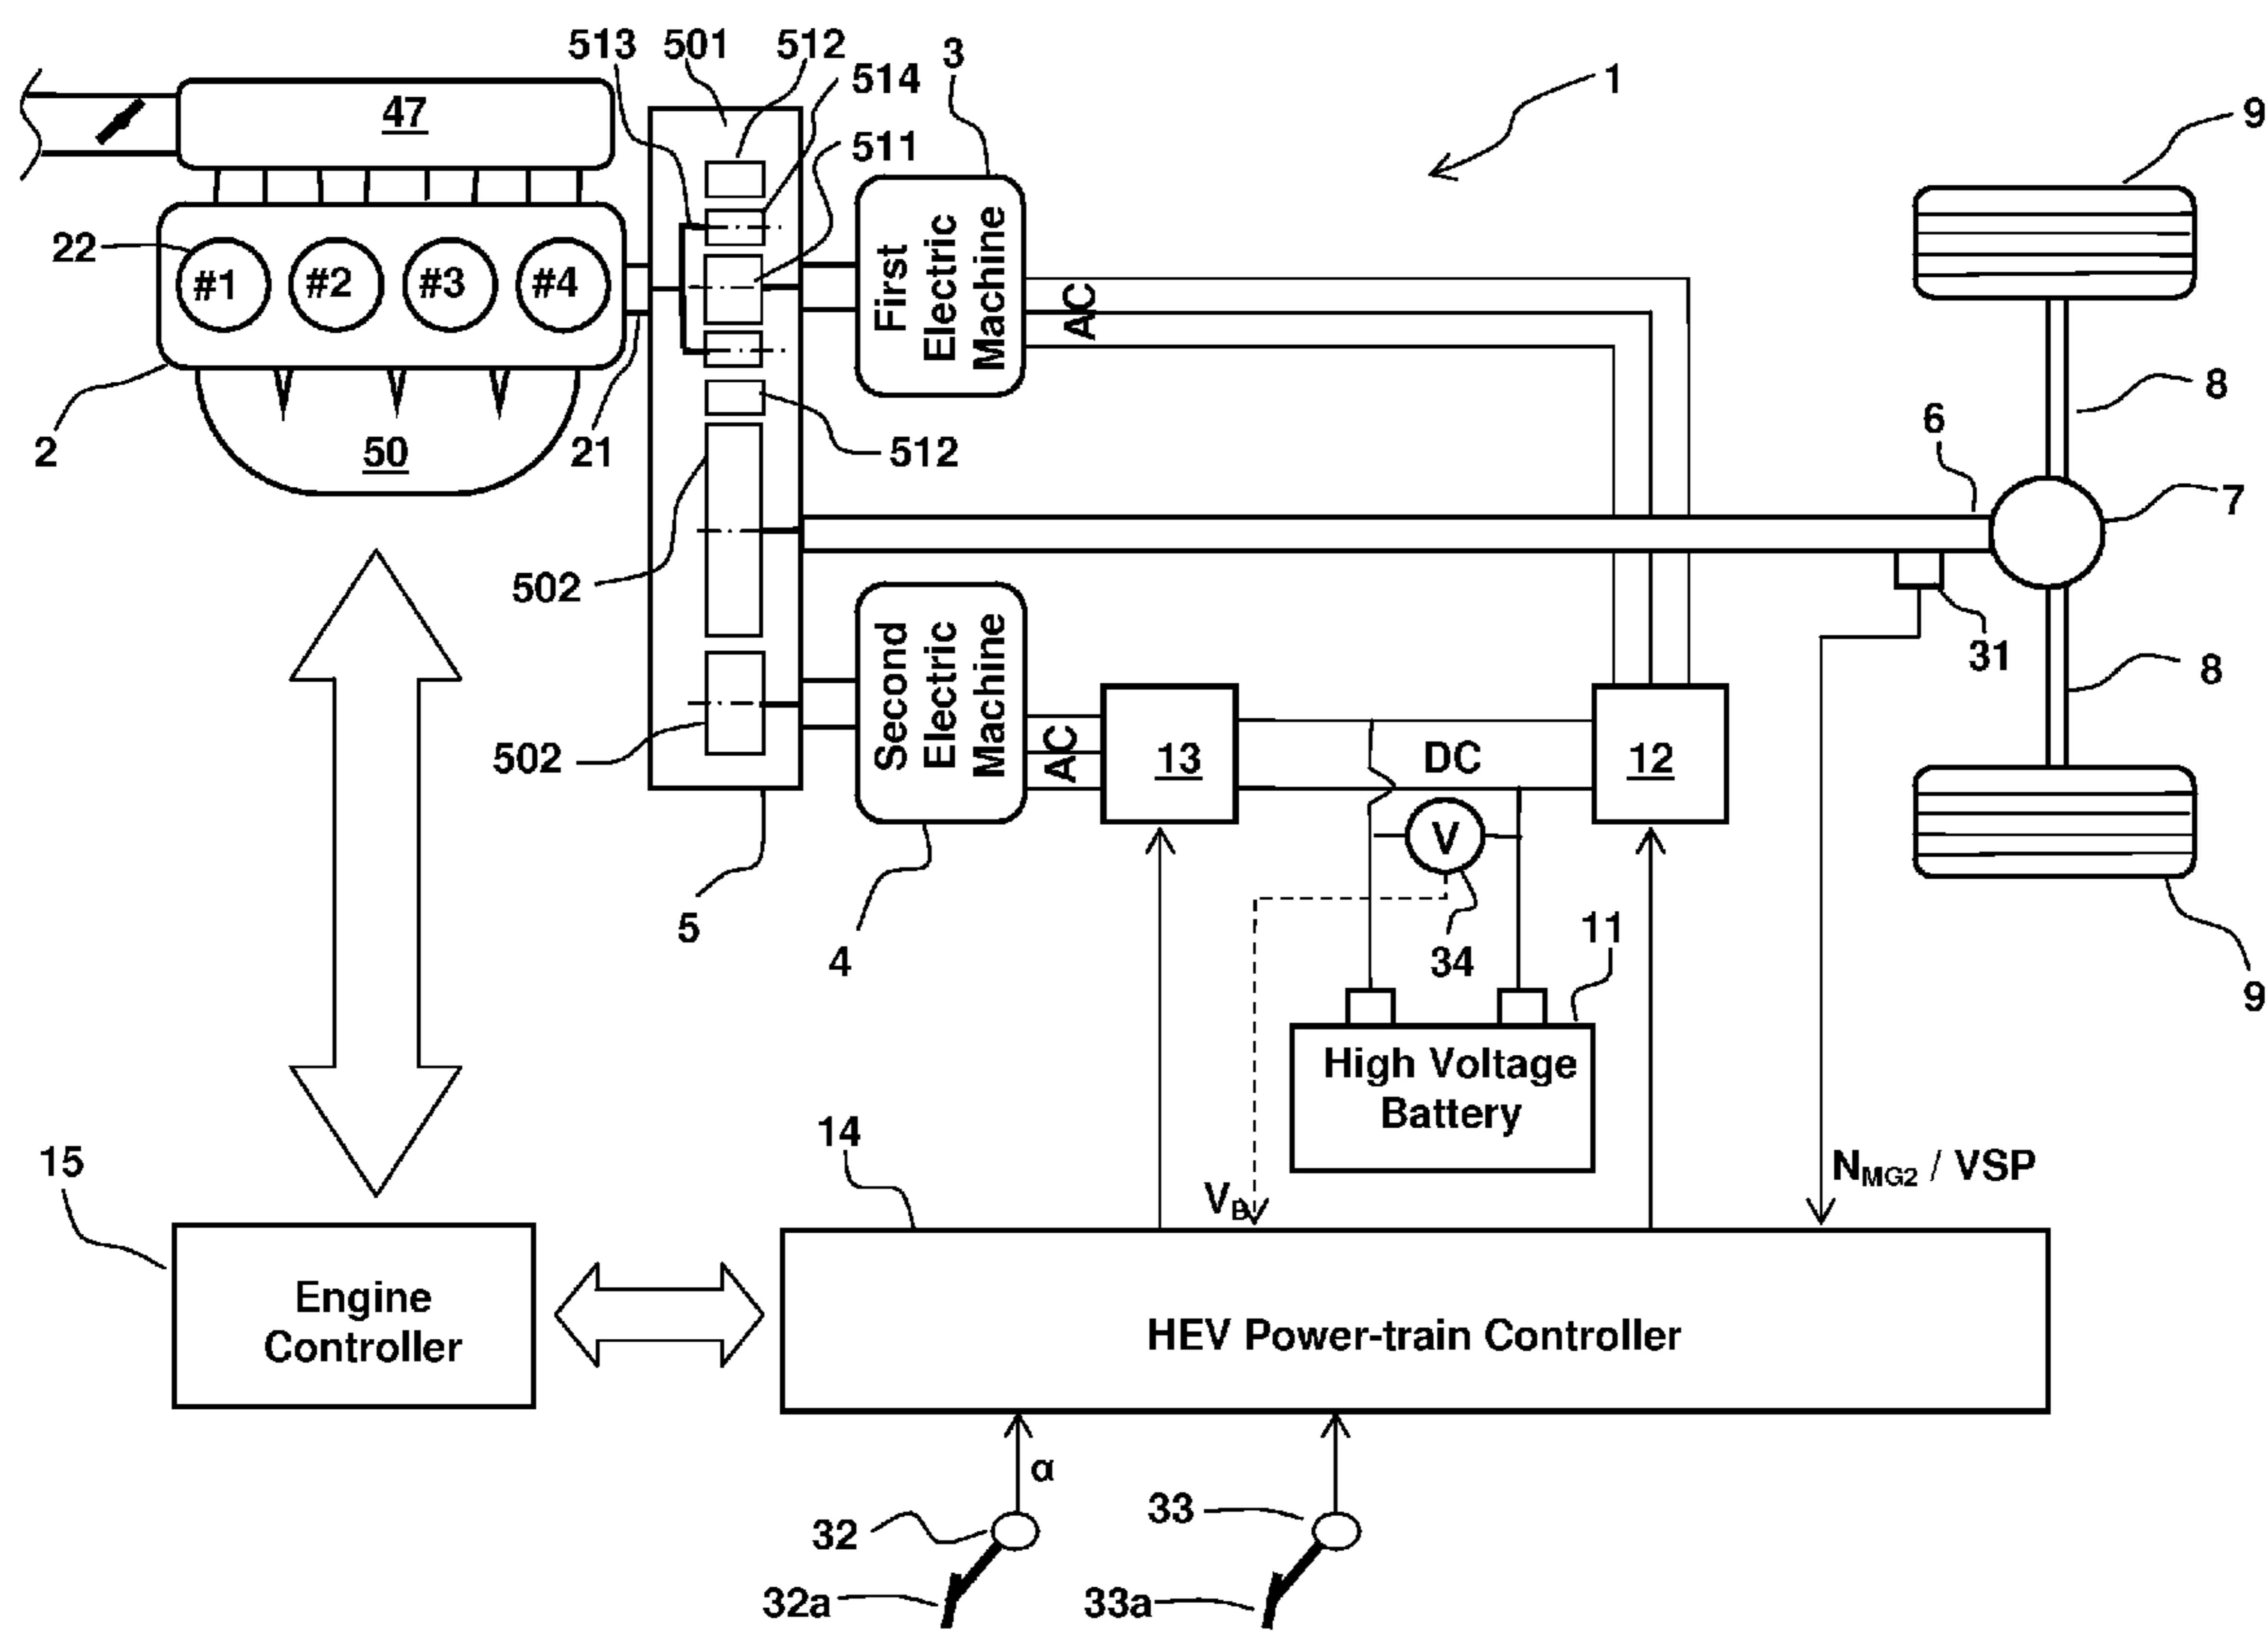 513 501 512
514
511
3
1
9
47
22
#1 #2 #3 #4
First
Electric
Machine
AC
2
50
21
512
6
8
7
502
31
8
Second
Electric
Machine
AC
502
13
DC
12
V
5
4
34
11
9
High Voltage
Battery
14
15
VB
NMG2 / VSP
Engine
Controller
HEV Power-train Controller
α
32
33
32a
33a